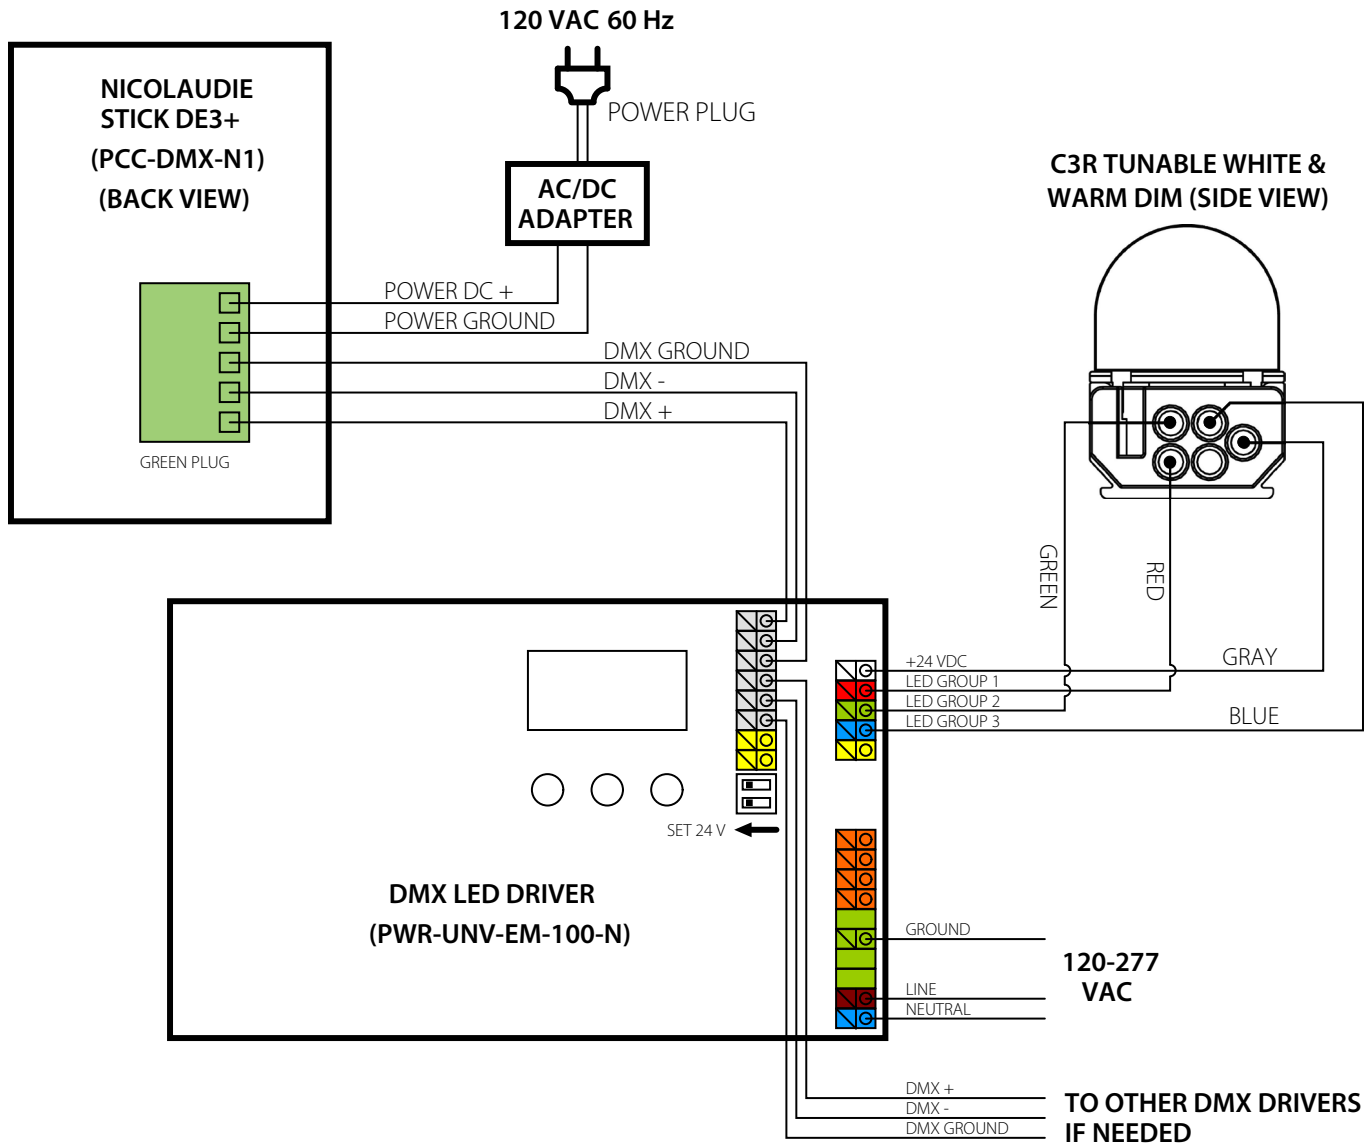 120 VAC 60 Hz
NICOLAUDIE
STICK DE3+
(PCC-DMX-N1)
(BACK VIEW)
POWER PLUG
AC/DC
ADAPTER
C3R TUNABLE WHITE &
WARM DIM (SIDE VIEW)
POWER DC +
POWER GROUND
DMX GROUND
DMX -
DMX +
GREEN PLUG
GREEN
RED
+24 VDC
GRAY
LED GROUP 1
LED GROUP 2
LED GROUP 3
BLUE
SET 24 V
DMX LED DRIVER
(PWR-UNV-EM-100-N)
GROUND
LINE
NEUTRAL
120-277
VAC
DMX +
DMX -
DMX GROUND
TO OTHER DMX DRIVERS
IF NEEDED